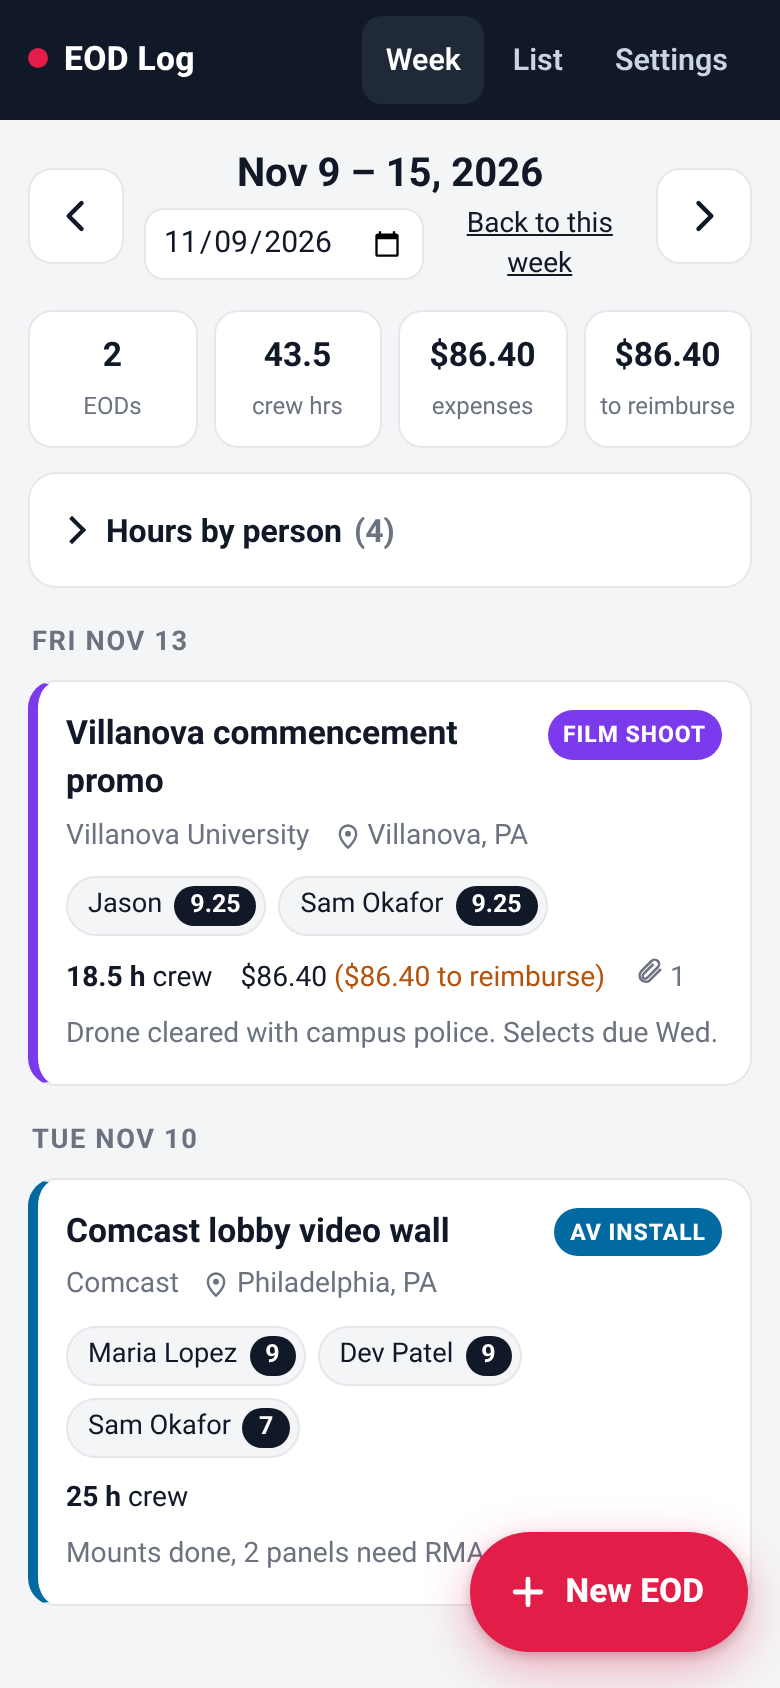 EOD Log
Week
List
Settings
Nov 9 – 15, 2026
11/09/2026
Back to this
week
2
EODs
43.5
crew hrs
$86.40
expenses
$86.40
to reimburse
Hours by person (4)
FRI NOV 13
Villanova commencement
promo
FILM SHOOT
Villanova University
Villanova, PA
Jason 9.25
Sam Okafor 9.25
18.5 h crew
$86.40 ($86.40 to reimburse)
1
Drone cleared with campus police. Selects due Wed.
TUE NOV 10
Comcast lobby video wall
AV INSTALL
Comcast
Philadelphia, PA
Maria Lopez 9
Dev Patel 9
Sam Okafor 7
25 h crew
Mounts done, 2 panels need RMA
+ New EOD